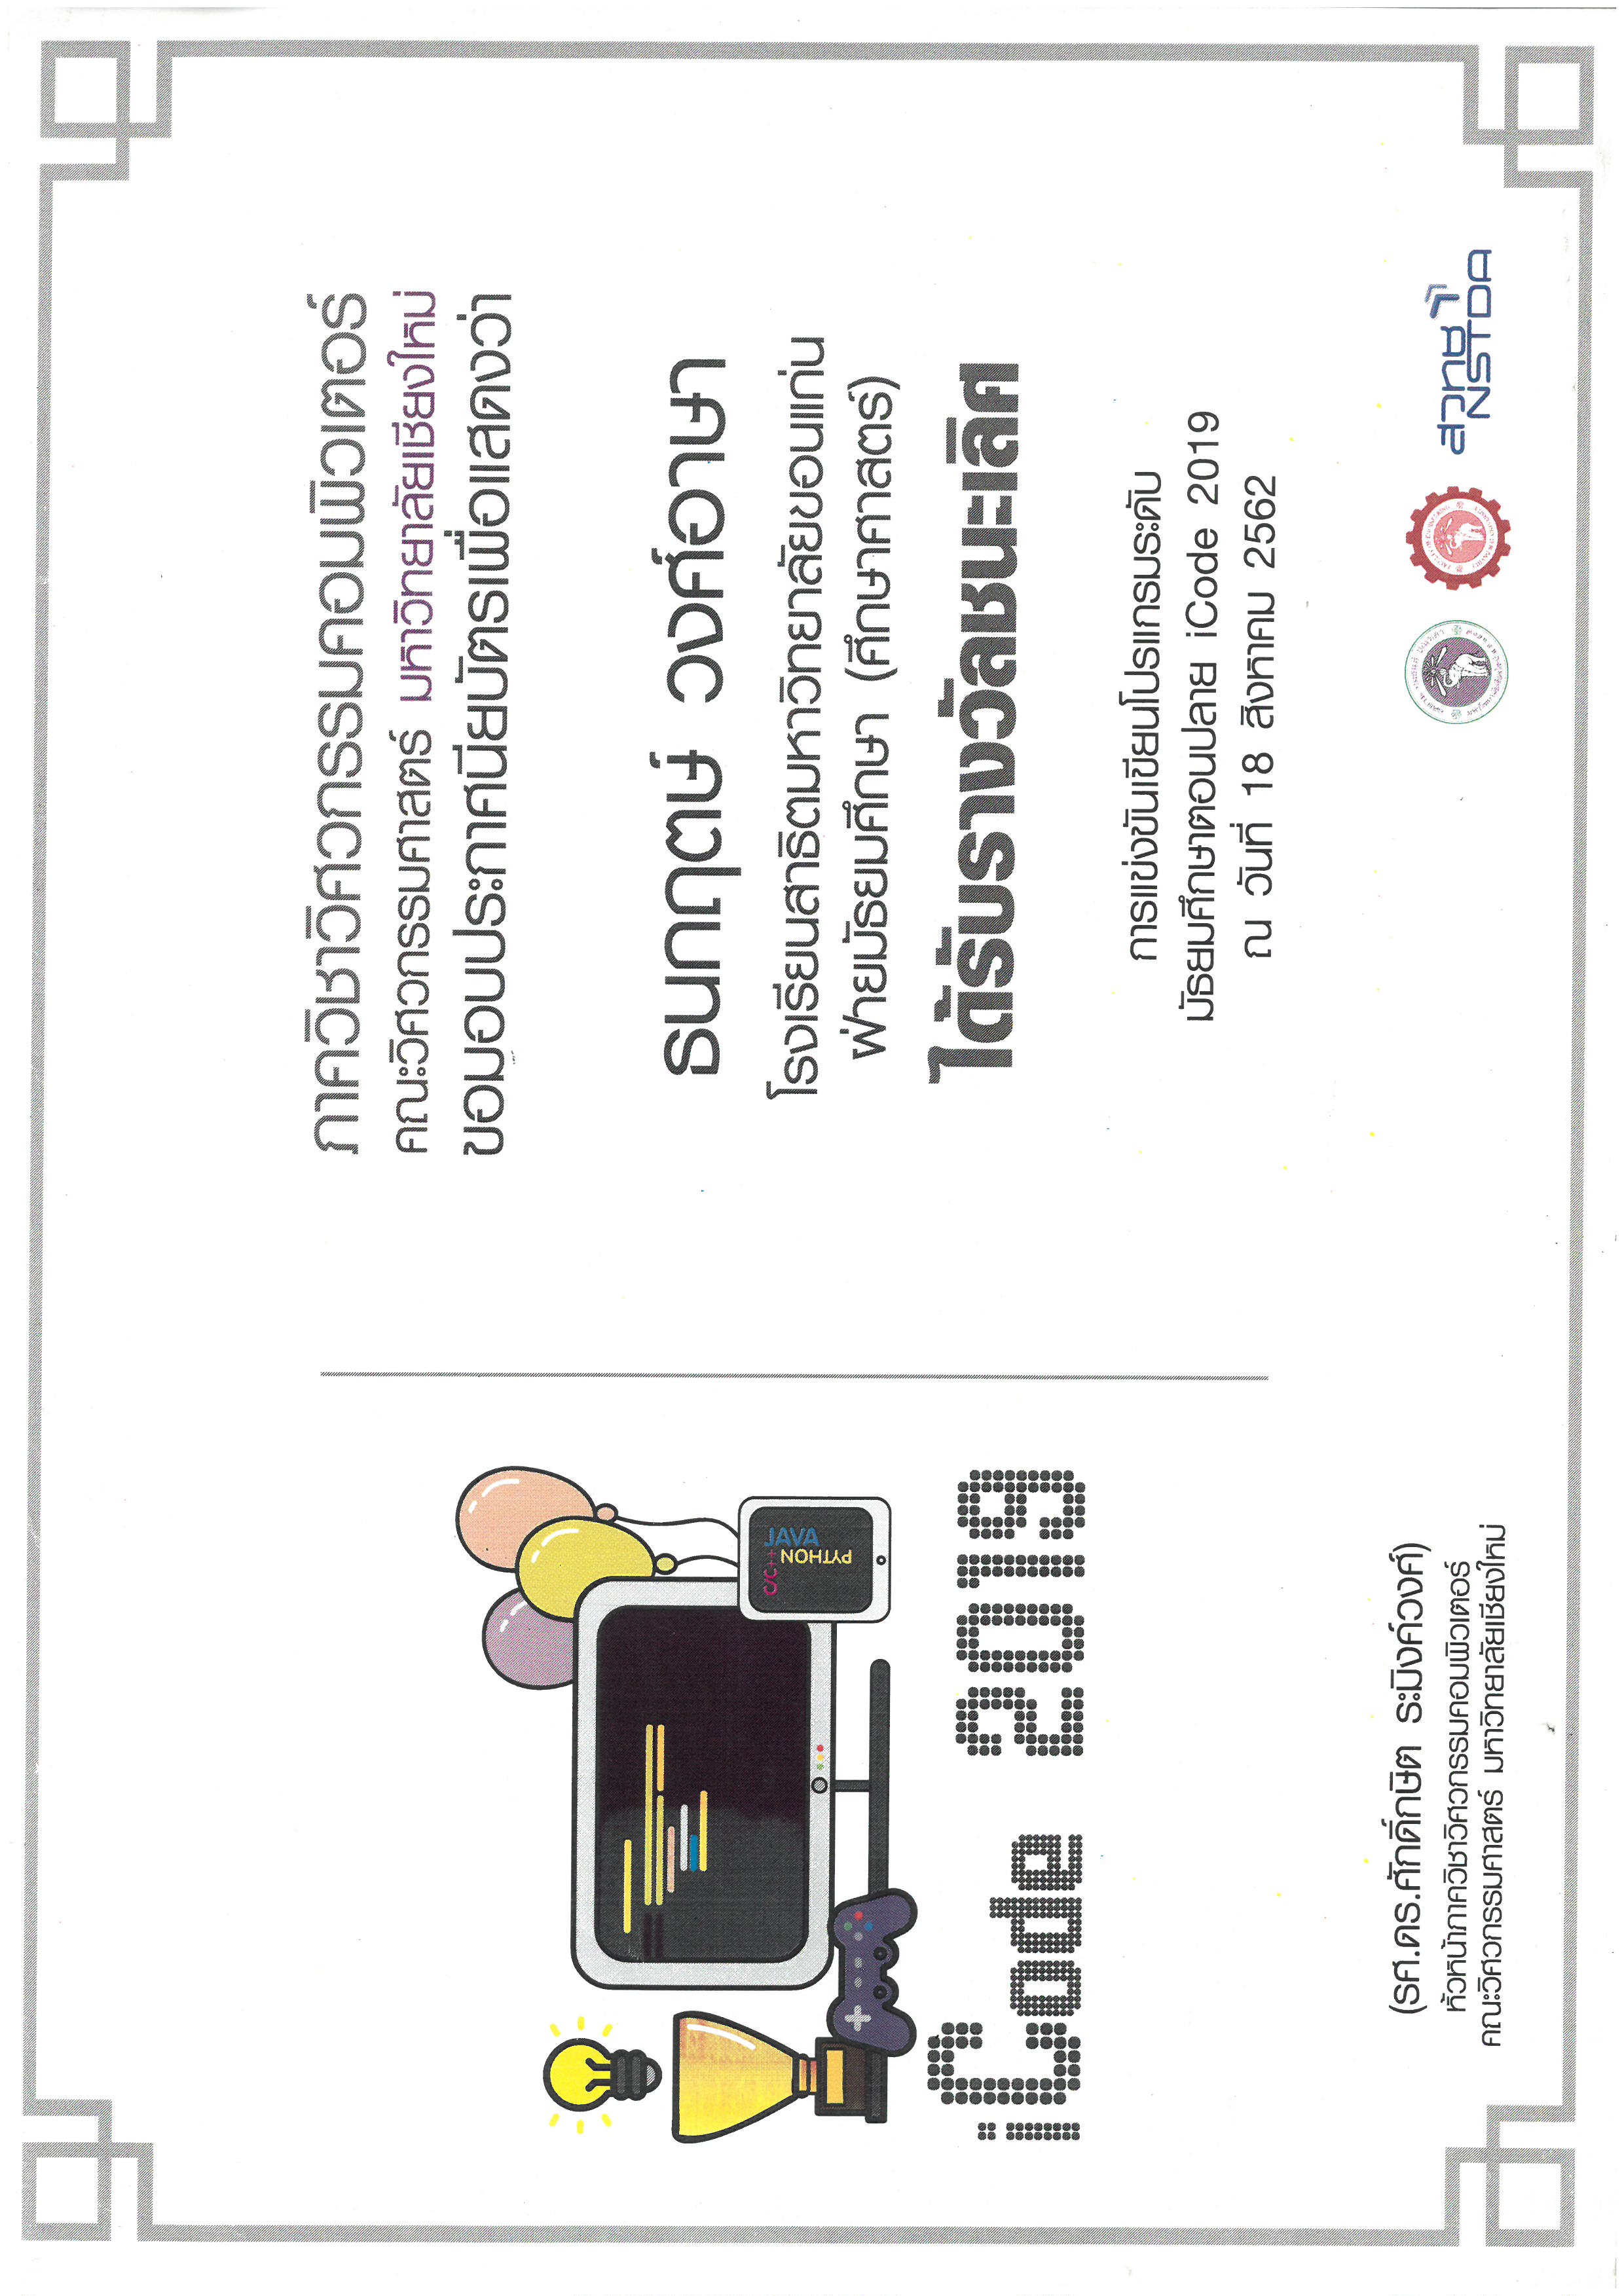 ภาควิชาวิศวกรรมคอมพิวเตอร์
คณะวิศวกรรมศาสตร์ มหาวิทยาลัยเชียงใหม่
ขอมอบประกาศนียบัตรเพื่อแสดงว่า
ธนกฤตษ์ วงศ์อาษา
โรงเรียนสาธิตมหาวิทยาลัยขอนแก่น
ฝ่ายมัธยมศึกษา (ศึกษาศาสตร์)
ได้รับรางวัลชนะเลิศ
การแข่งขันเขียนโปรแกรมระดับ
มัธยมศึกษาตอนปลาย iCode 2019
ณ วันที่ 18 สิงหาคม 2562
C/C++
JAVA
PYTHON
iCode 2019
(รศ.ดร.ศักดิ์กษิต ระมิงค์วงศ์)
หัวหน้าภาควิชาวิศวกรรมคอมพิวเตอร์
คณะวิศวกรรมศาสตร์ มหาวิทยาลัยเชียงใหม่
สวทช
NSTDA